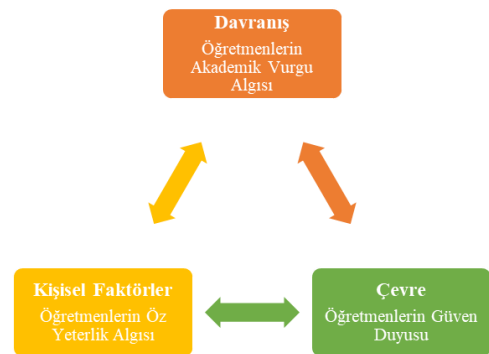 Davranış
Öğretmenlerin
Akademik Vurgu
Algısı
Kişisel Faktörler
Öğretmenlerin Öz
Yeterlik Algısı
Çevre
Öğretmenlerin Güven
Duyusu